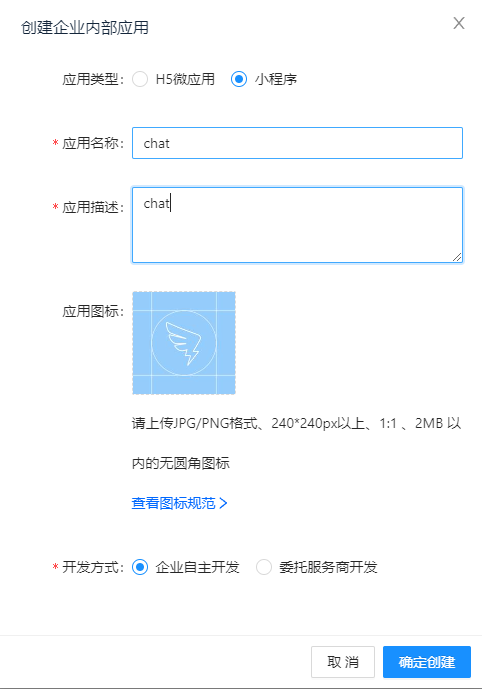 创建企业内部应用
应用类型: H5微应用 小程序
* 应用名称: chat
* 应用描述: chat
应用图标:
请上传JPG/PNG格式、240*240px以上、1:1 、2MB 以
内的无圆角图标
查看图标规范
* 开发方式: 企业自主开发 委托服务商开发
取 消 确定创建